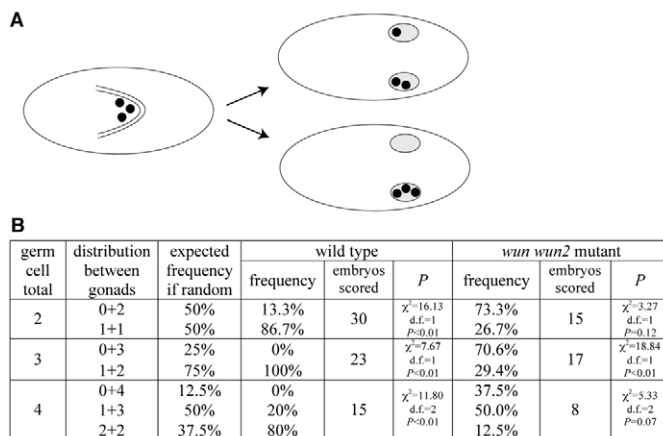 A
B
germ cell total
distribution between gonads
expected frequency if random
wild type
wun wun2 mutant
frequency
embryos scored
P
frequency
embryos scored
P
2
0+2
50%
13.3%
30
χ²=16.13
d.f.=1
P<0.01
73.3%
15
χ²=3.27
d.f.=1
P=0.12
1+1
50%
86.7%
26.7%
3
0+3
25%
0%
23
χ²=7.67
d.f.=1
P<0.01
70.6%
17
χ²=18.84
d.f.=1
P<0.01
1+2
75%
100%
29.4%
4
0+4
12.5%
0%
15
χ²=11.80
d.f.=2
P<0.01
37.5%
8
χ²=5.33
d.f.=2
P=0.07
1+3
50%
20%
50.0%
2+2
37.5%
80%
12.5%